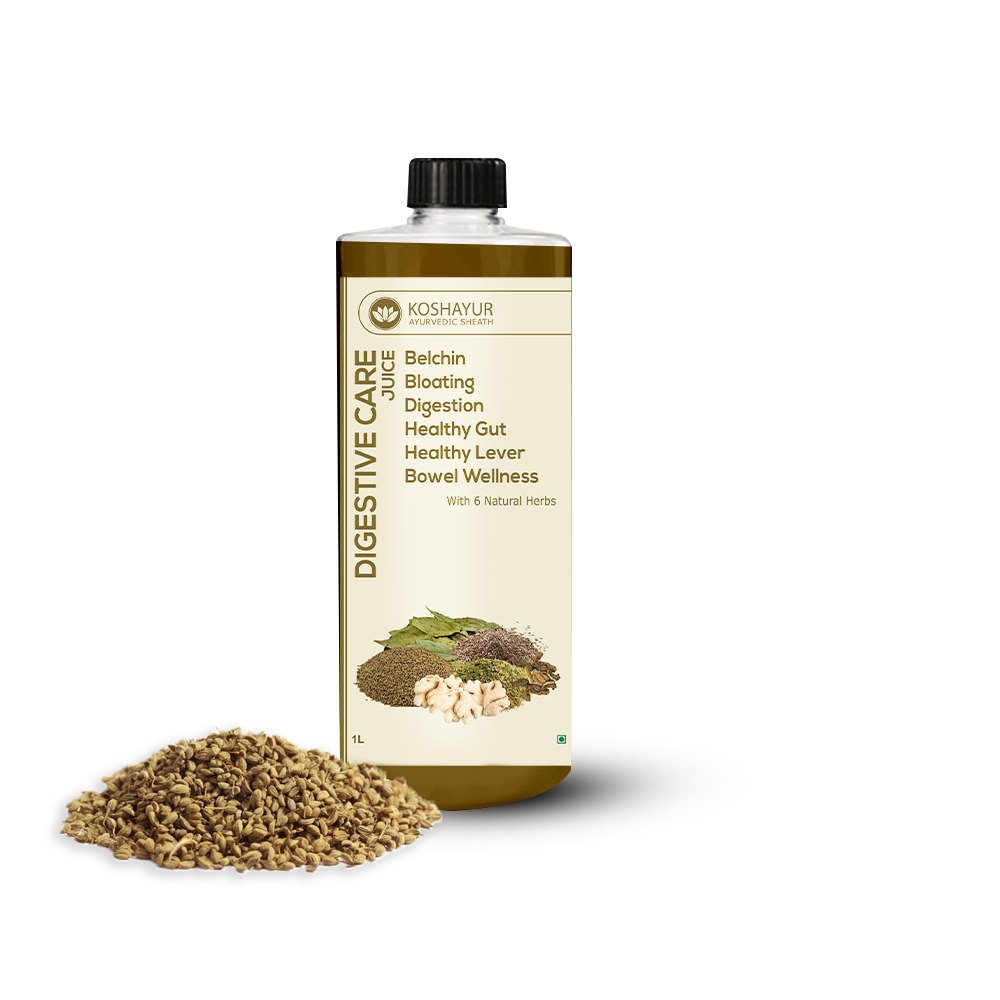 KOSHAYUR
AYURVEDIC SHEATH
DIGESTIVE CARE
JUICE
Belchin
Bloating
Digestion
Healthy Gut
Healthy Lever
Bowel Wellness
With 6 Natural Herbs
1L